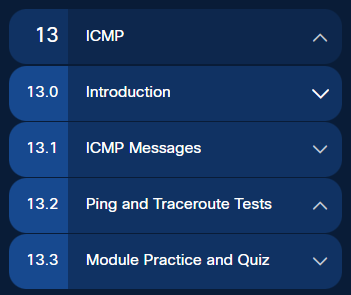 13 ICMP
13.0 Introduction
13.1 ICMP Messages
13.2 Ping and Traceroute Tests
13.3 Module Practice and Quiz